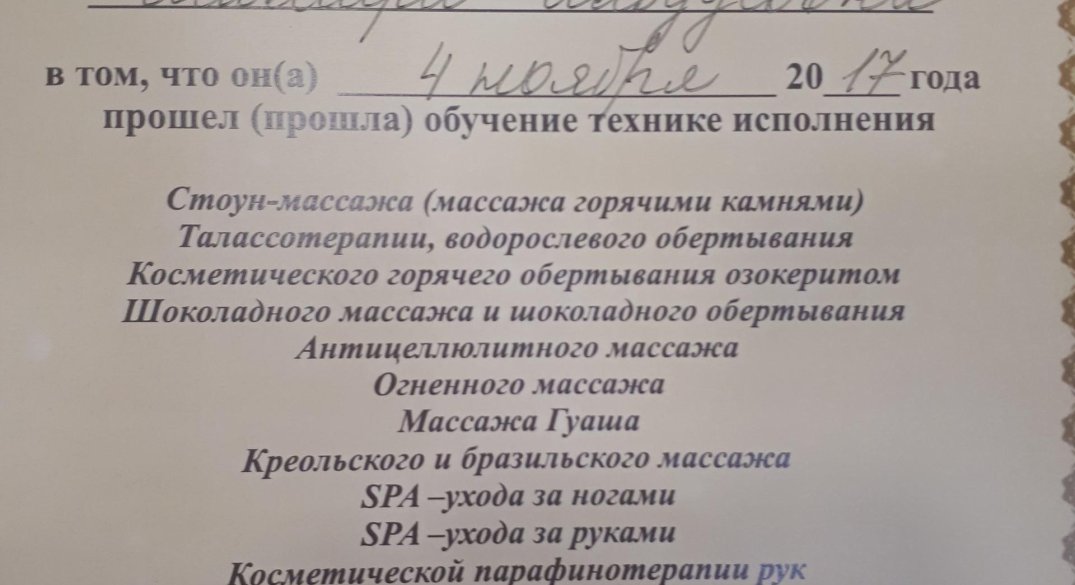 в том, что он(а) 4 ноября 2017 года
прошел (прошла) обучение технике исполнения
Стоун-массажа (массажа горячими камнями)
Талассотерапии, водорослевого обертывания
Косметического горячего обертывания озокеритом
Шоколадного массажа и шоколадного обертывания
Антицеллюлитного массажа
Огненного массажа
Массажа Гуаша
Креольского и бразильского массажа
SPA –ухода за ногами
SPA –ухода за руками
Косметической парафинотерапии рук